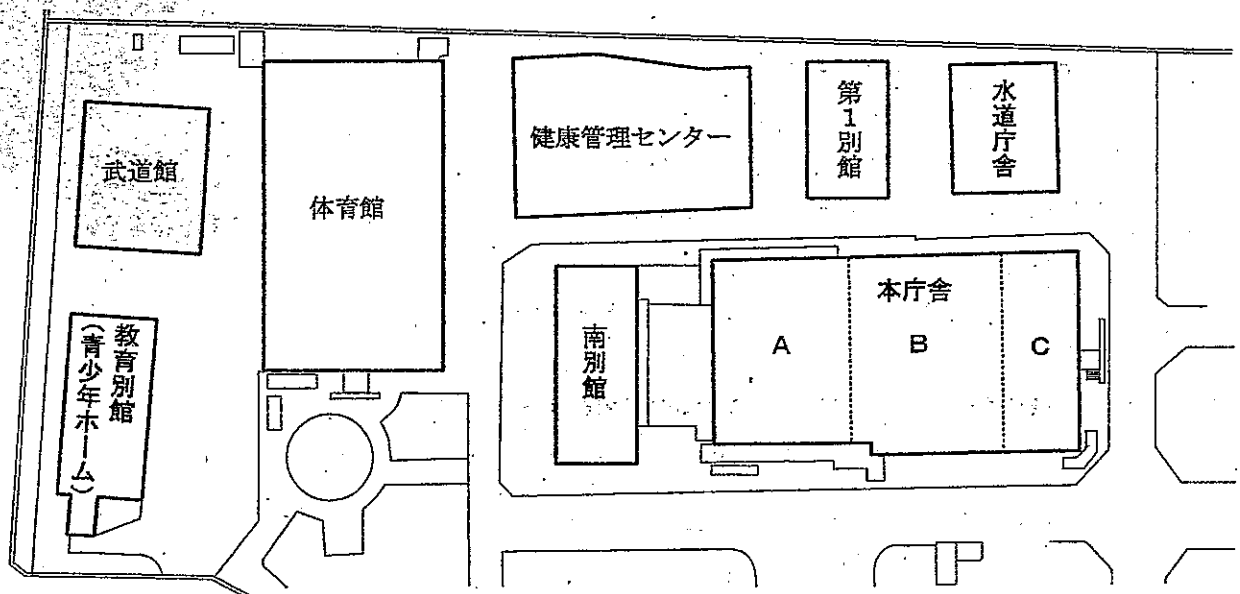 武道館
体育館
健康管理センター
第1別館
水道庁舎
教育別館
(青少年ホーム)
南別館
本庁舎
A
B
C